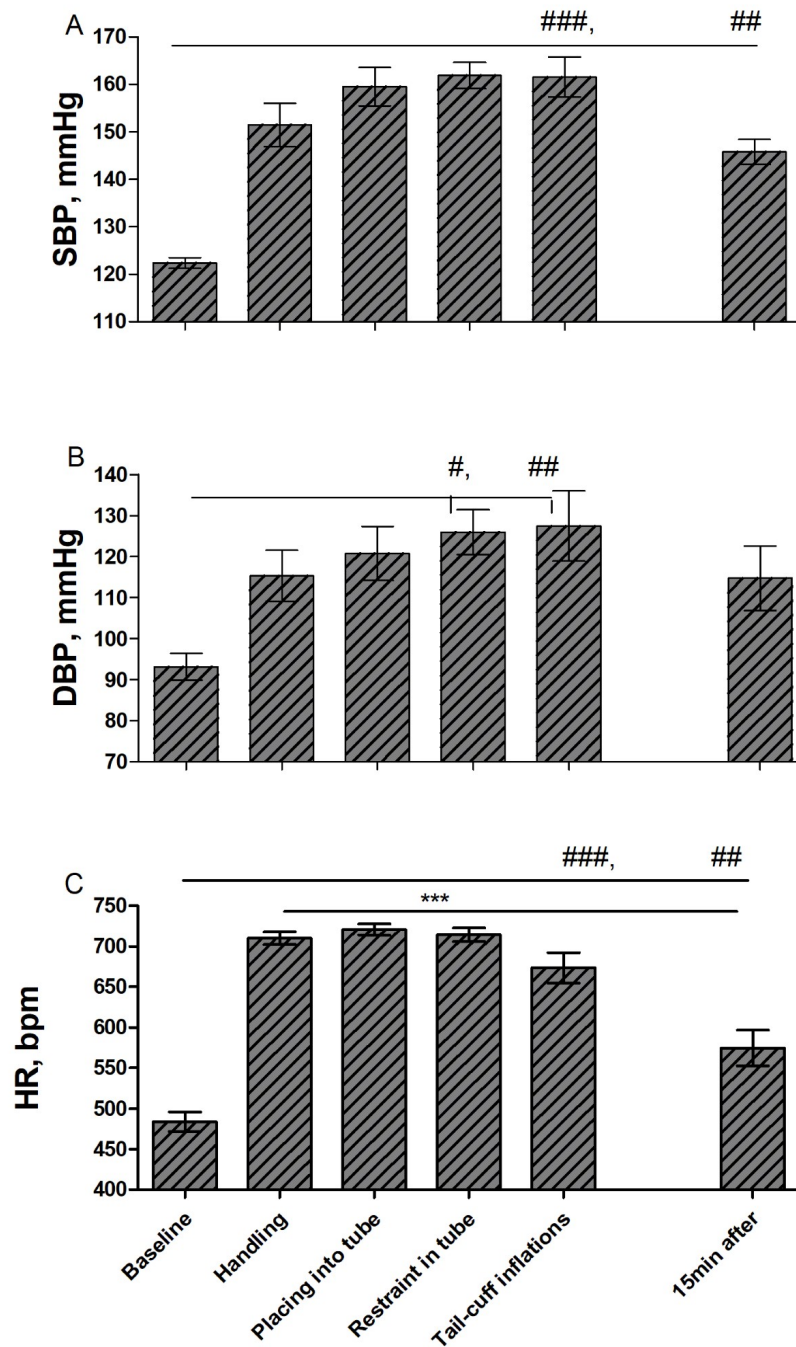 A
###, ##
SBP, mmHg
170
160
150
140
130
120
110
B
#, ##
DBP, mmHg
140
130
120
110
100
90
80
70
C
###, ##
***
HR, bpm
750
700
650
600
550
500
450
400
Baseline
Handling
Placing into tube
Restraint in tube
Tail-cuff inflations
15min after